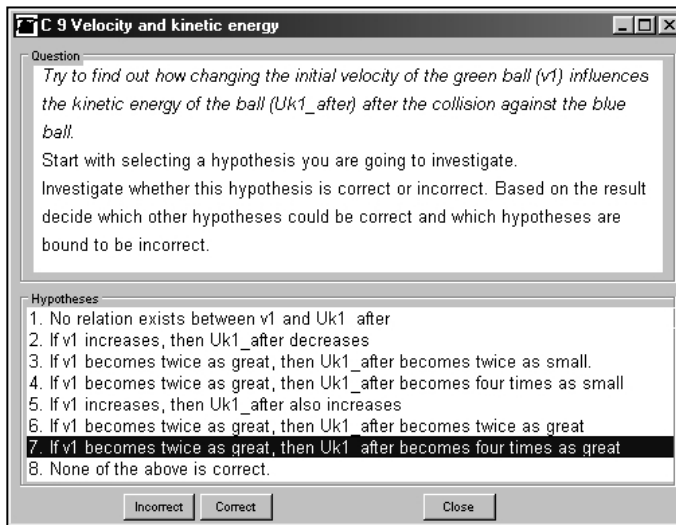 C 9 Velocity and kinetic energy
Question
Try to find out how changing the initial velocity of the green ball (v1) influences
the kinetic energy of the ball (Uk1_after) after the collision against the blue
ball.
Start with selecting a hypothesis you are going to investigate.
Investigate whether this hypothesis is correct or incorrect. Based on the result
decide which other hypotheses could be correct and which hypotheses are
bound to be incorrect.
Hypotheses
1. No relation exists between v1 and Uk1_after
2. If v1 increases, then Uk1_after decreases
3. If v1 becomes twice as great, then Uk1_after becomes twice as small.
4. If v1 becomes twice as great, then Uk1_after becomes four times as small
5. If v1 increases, then Uk1_after also increases
6. If v1 becomes twice as great, then Uk1_after becomes twice as great
7. If v1 becomes twice as great, then Uk1_after becomes four times as great
8. None of the above is correct.
Incorrect Correct Close